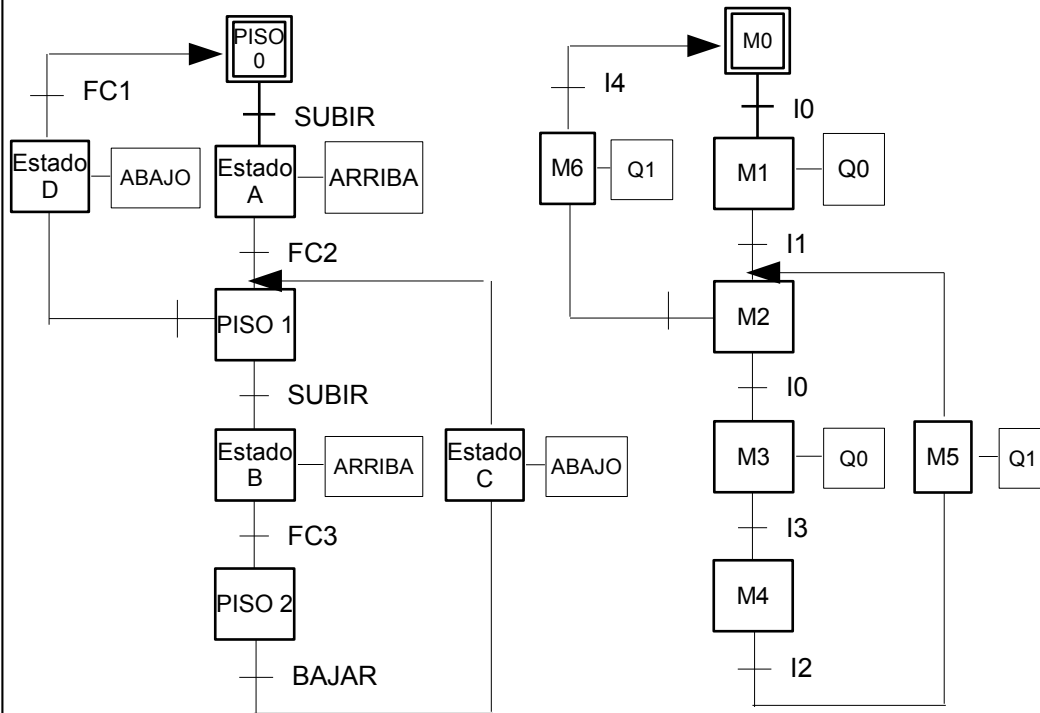 PISO
0
FC1
SUBIR
Estado
D
ABAJO
Estado
A
ARRIBA
FC2
PISO 1
SUBIR
Estado
B
ARRIBA
Estado
C
ABAJO
FC3
PISO 2
BAJAR
M0
I4
I0
M6
Q1
M1
Q0
I1
M2
I0
M3
Q0
M5
Q1
I3
M4
I2